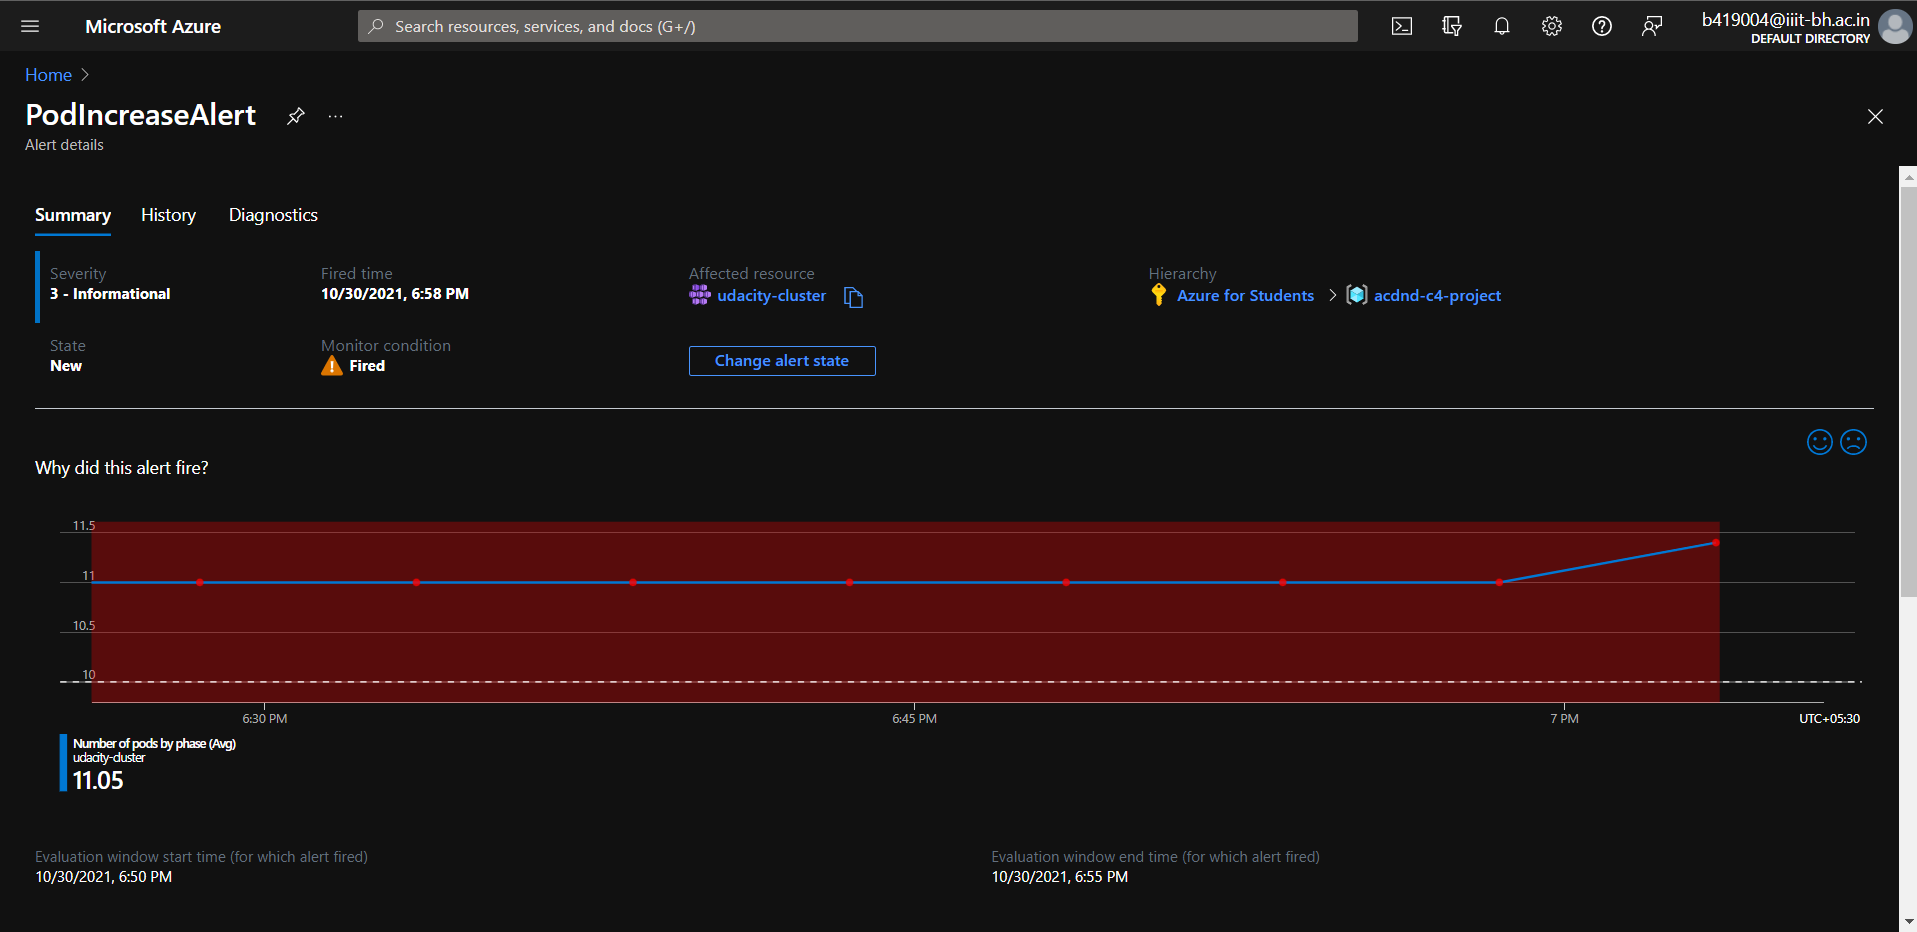 Microsoft Azure
Search resources, services, and docs (G+/)
b419004@iiit-bh.ac.in
DEFAULT DIRECTORY
Home
PodIncreaseAlert
...
Alert details
Summary History Diagnostics
Severity
3 - Informational
Fired time
10/30/2021, 6:58 PM
Affected resource
udacity-cluster
Hierarchy
Azure for Students > acdnd-c4-project
State
New
Monitor condition
Fired
Change alert state
Why did this alert fire?
11.5
11
10.5
10
6:30 PM 6:45 PM 7 PM UTC+05:30
Number of pods by phase (Avg)
udacity-cluster
11.05
Evaluation window start time (for which alert fired)
10/30/2021, 6:50 PM
Evaluation window end time (for which alert fired)
10/30/2021, 6:55 PM